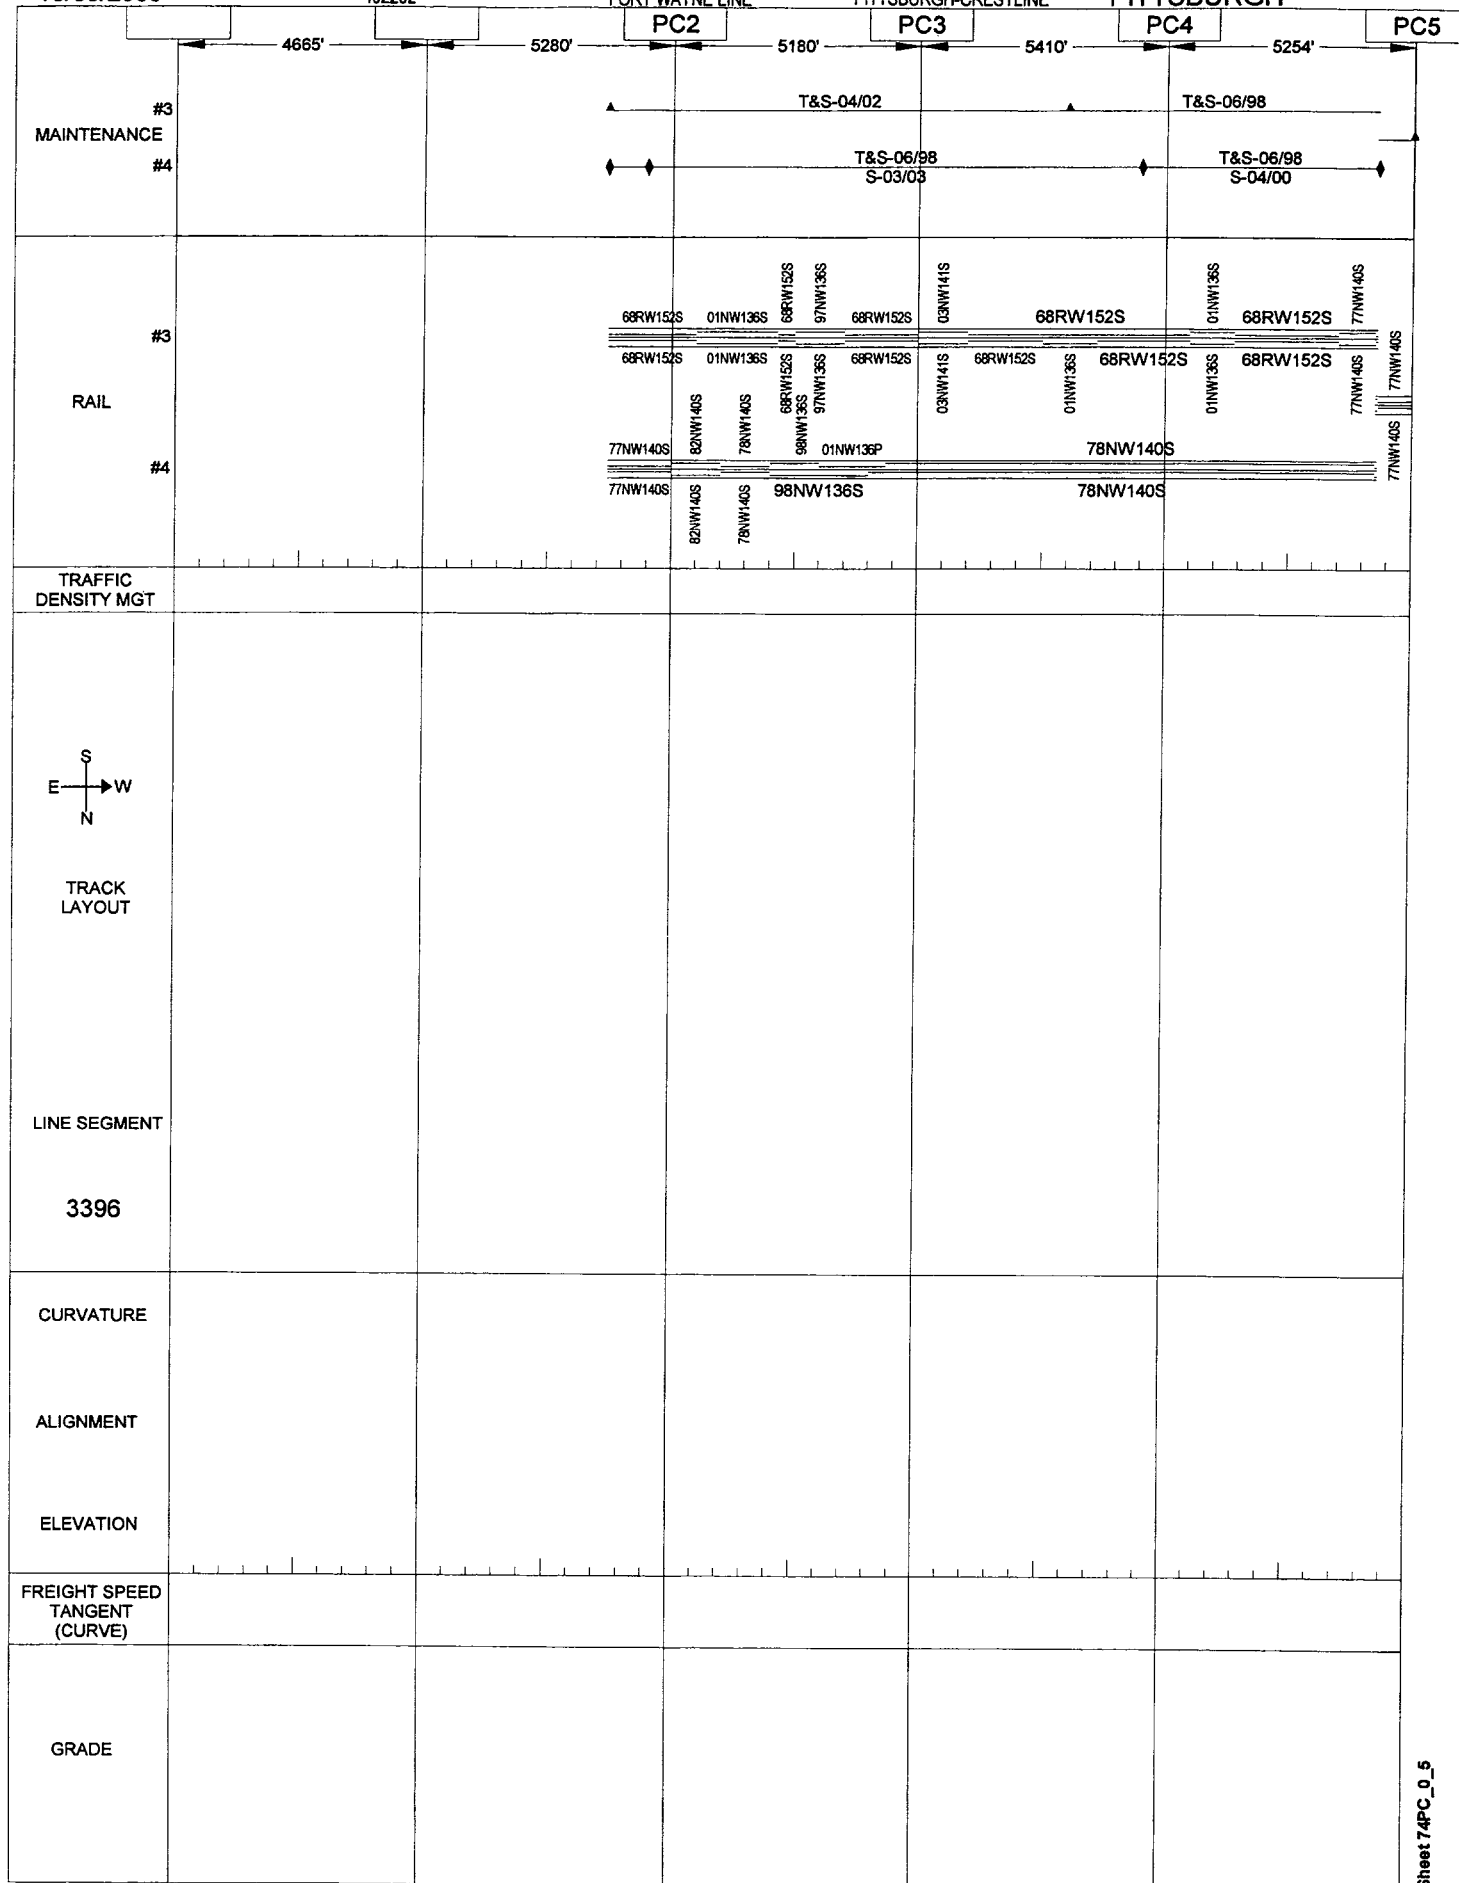 FORT WAYNE LINE
PITTSBURGH-CRESTLINE
PITTSBURGH
PC2 PC3 PC4 PC5
4665' 5280' 5180' 5410' 5254'
#3 T&S-04/02 T&S-06/98
MAINTENANCE
#4 T&S-06/98 T&S-06/98
S-03/03 S-04/00
68RW152S 97NW136S 03NW141S 01NW136S 77NW140S
68RW152S 01NW136S 68RW152S 68RW152S 68RW152S
#3
68RW152S 01NW136S 68RW152S 68RW152S 68RW152S 68RW152S
68RW152S 97NW136S 03NW141S 01NW136S 01NW136S 77NW140S 77NW140S
RAIL
82NW140S 78NW140S 98NW136S
77NW140S 01NW136P 78NW140S
#4
77NW140S 98NW136S 78NW140S 77NW140S
82NW140S 78NW140S
TRAFFIC
DENSITY MGT
S
E W
N
TRACK
LAYOUT
LINE SEGMENT
3396
CURVATURE
ALIGNMENT
ELEVATION
FREIGHT SPEED
TANGENT
(CURVE)
GRADE
Sheet 74PC_0_5